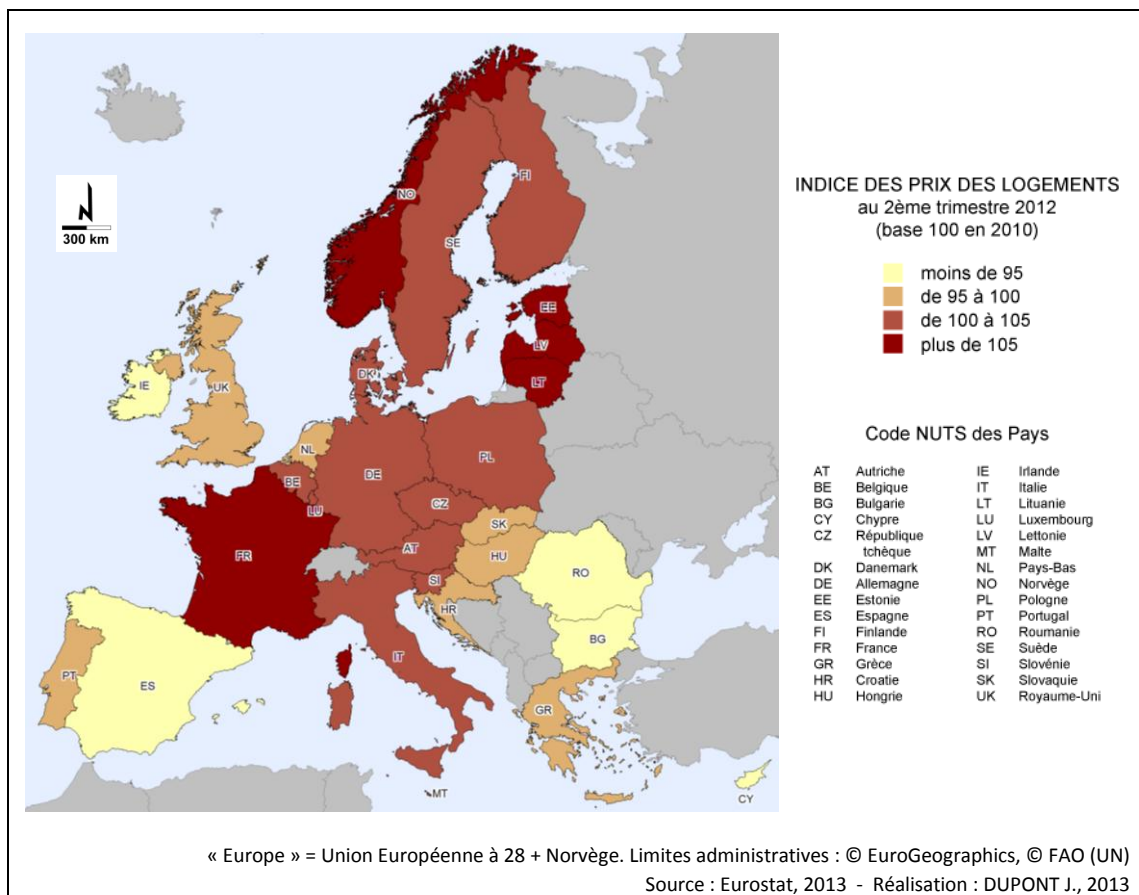 NO
FI
SE
EE
LV
LT
DK
IE
UK
NL
BE
LU
DE
PL
CZ
SK
AT
HU
SI
HR
FR
RO
BG
IT
PT
ES
GR
MT
CY
N
300 km
INDICE DES PRIX DES LOGEMENTS
au 2ème trimestre 2012
(base 100 en 2010)
moins de 95
de 95 à 100
de 100 à 105
plus de 105
Code NUTS des Pays
AT Autriche
BE Belgique
BG Bulgarie
CY Chypre
CZ République
tchèque
DK Danemark
DE Allemagne
EE Estonie
ES Espagne
FI Finlande
FR France
GR Grèce
HR Croatie
HU Hongrie
IE Irlande
IT Italie
LT Lituanie
LU Luxembourg
LV Lettonie
MT Malte
NL Pays-Bas
NO Norvège
PL Pologne
PT Portugal
RO Roumanie
SE Suède
SI Slovénie
SK Slovaquie
UK Royaume-Uni
« Europe » = Union Européenne à 28 + Norvège. Limites administratives : © EuroGeographics, © FAO (UN)
Source : Eurostat, 2013 - Réalisation : DUPONT J., 2013